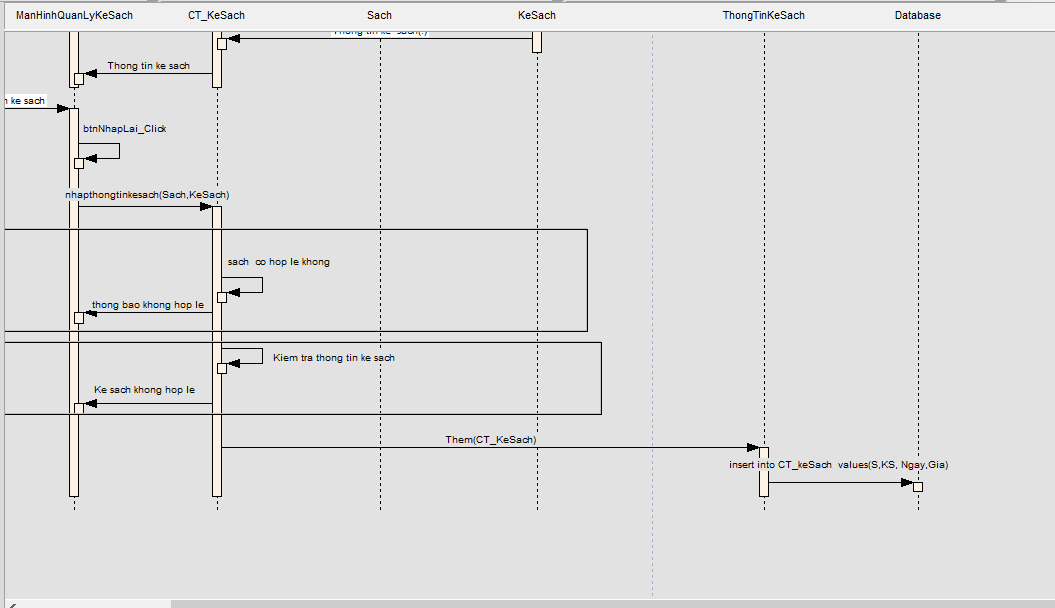 ManHinhQuanLyKeSach CT_KeSach Sach KeSach ThongTinKeSach Database
Thong tin ke sach
ke sach
btnNhapLai_Click
nhapthongtinkesach(Sach,KeSach)
sach co hop le khong
thong bao khong hop le
Kiem tra thong tin ke sach
Ke sach khong hop le
Them(CT_KeSach)
insert into CT_keSach values(S,KS, Ngay,Gia)